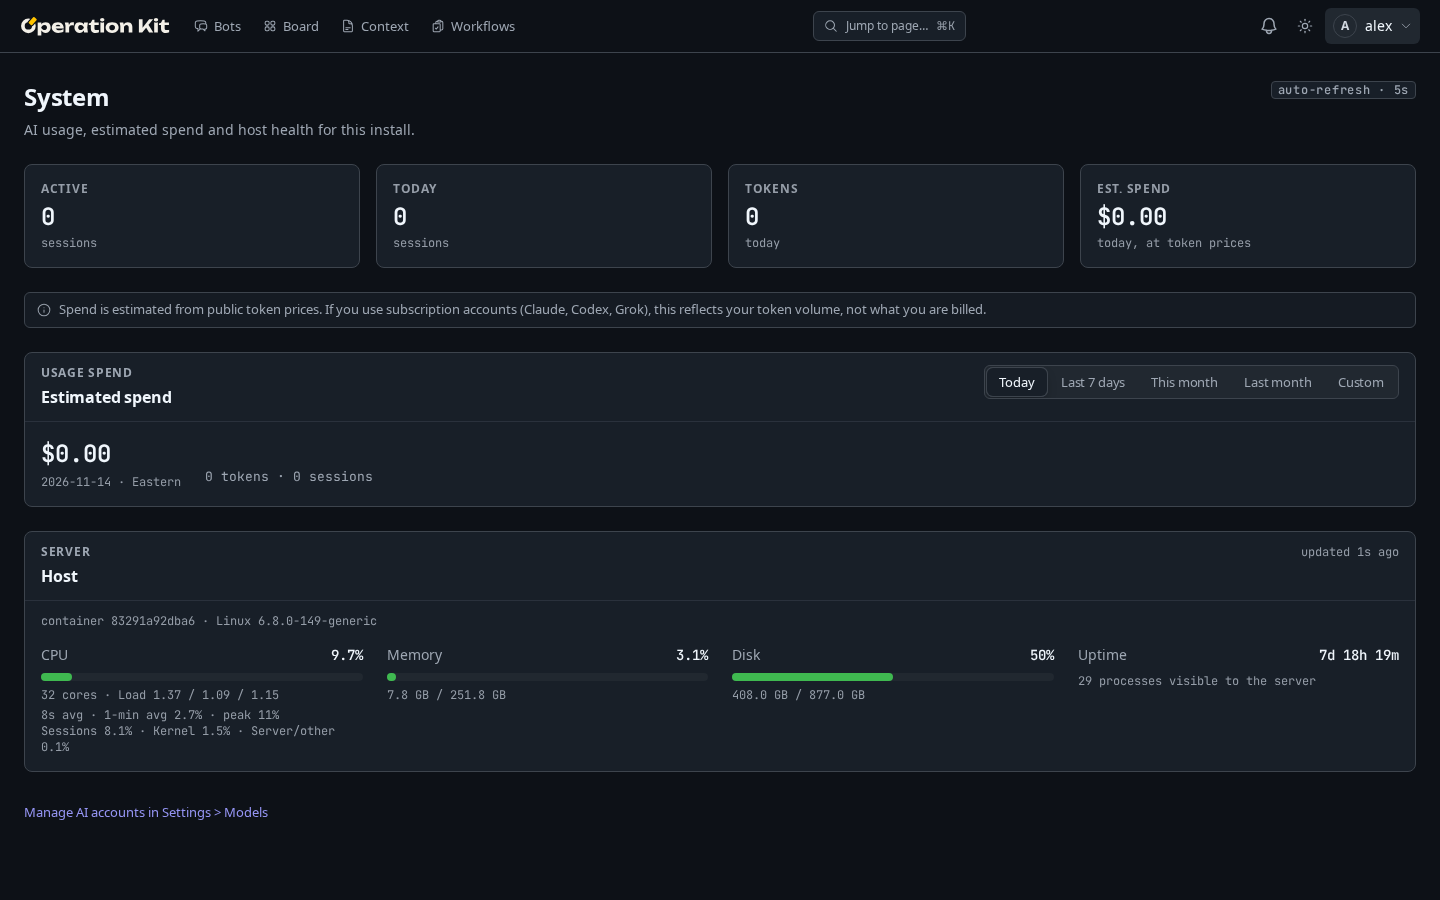 Operation Kit
Bots
Board
Context
Workflows
Jump to page... ⌘K
A alex
System
auto-refresh · 5s
AI usage, estimated spend and host health for this install.
ACTIVE
0
sessions
TODAY
0
sessions
TOKENS
0
today
EST. SPEND
$0.00
today, at token prices
Spend is estimated from public token prices. If you use subscription accounts (Claude, Codex, Grok), this reflects your token volume, not what you are billed.
USAGE SPEND
Estimated spend
Today
Last 7 days
This month
Last month
Custom
$0.00
2026-11-14 · Eastern
0 tokens · 0 sessions
SERVER
updated 1s ago
Host
container 83291a92dba6 · Linux 6.8.0-149-generic
CPU 9.7%
32 cores · Load 1.37 / 1.09 / 1.15
8s avg · 1-min avg 2.7% · peak 11%
Sessions 8.1% · Kernel 1.5% · Server/other
0.1%
Memory 3.1%
7.8 GB / 251.8 GB
Disk 50%
408.0 GB / 877.0 GB
Uptime 7d 18h 19m
29 processes visible to the server
Manage AI accounts in Settings > Models